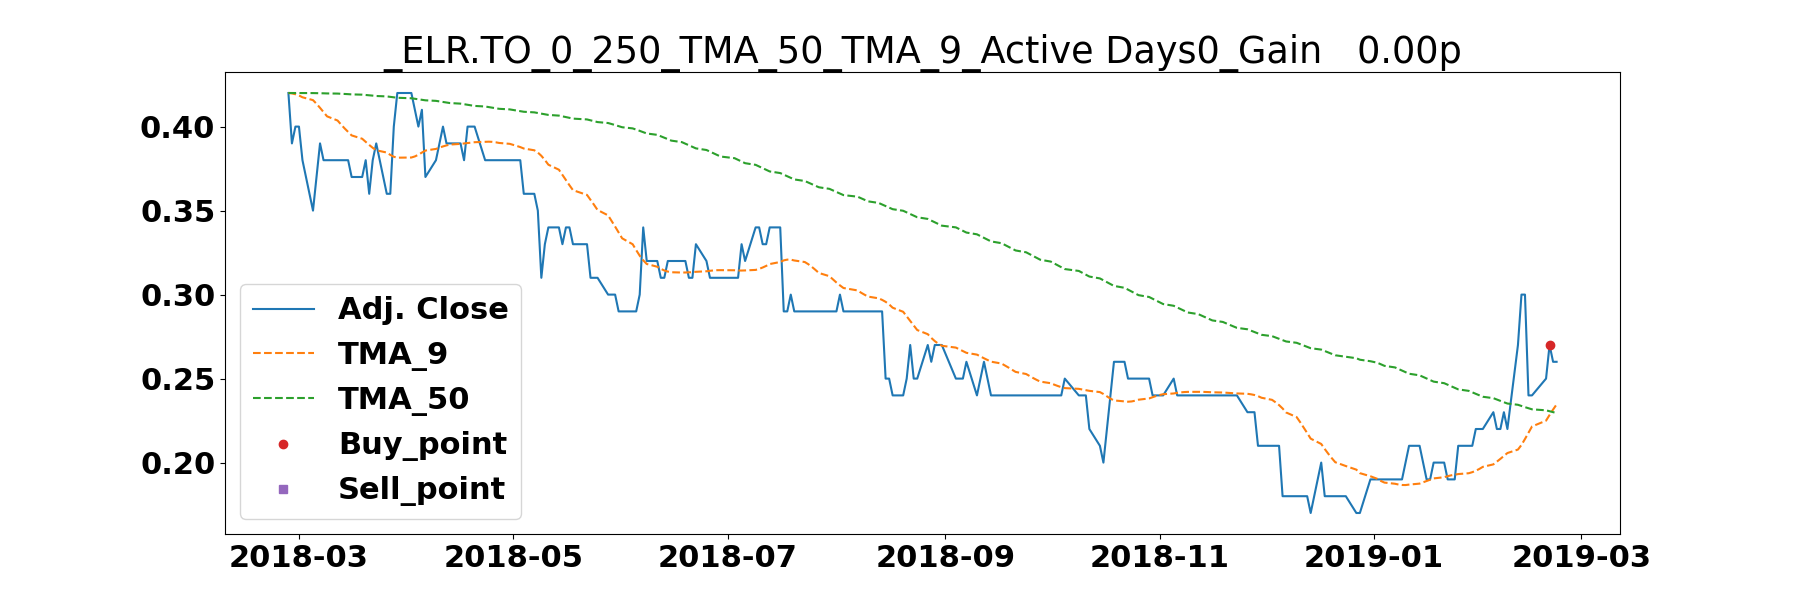 _ELR.TO_0_250_TMA_50_TMA_9_Active Days0_Gain   0.00p
0.40
0.35
0.30
0.25
0.20
Adj. Close
TMA_9
TMA_50
Buy_point
Sell_point
2018-03 2018-05 2018-07 2018-09 2018-11 2019-01 2019-03